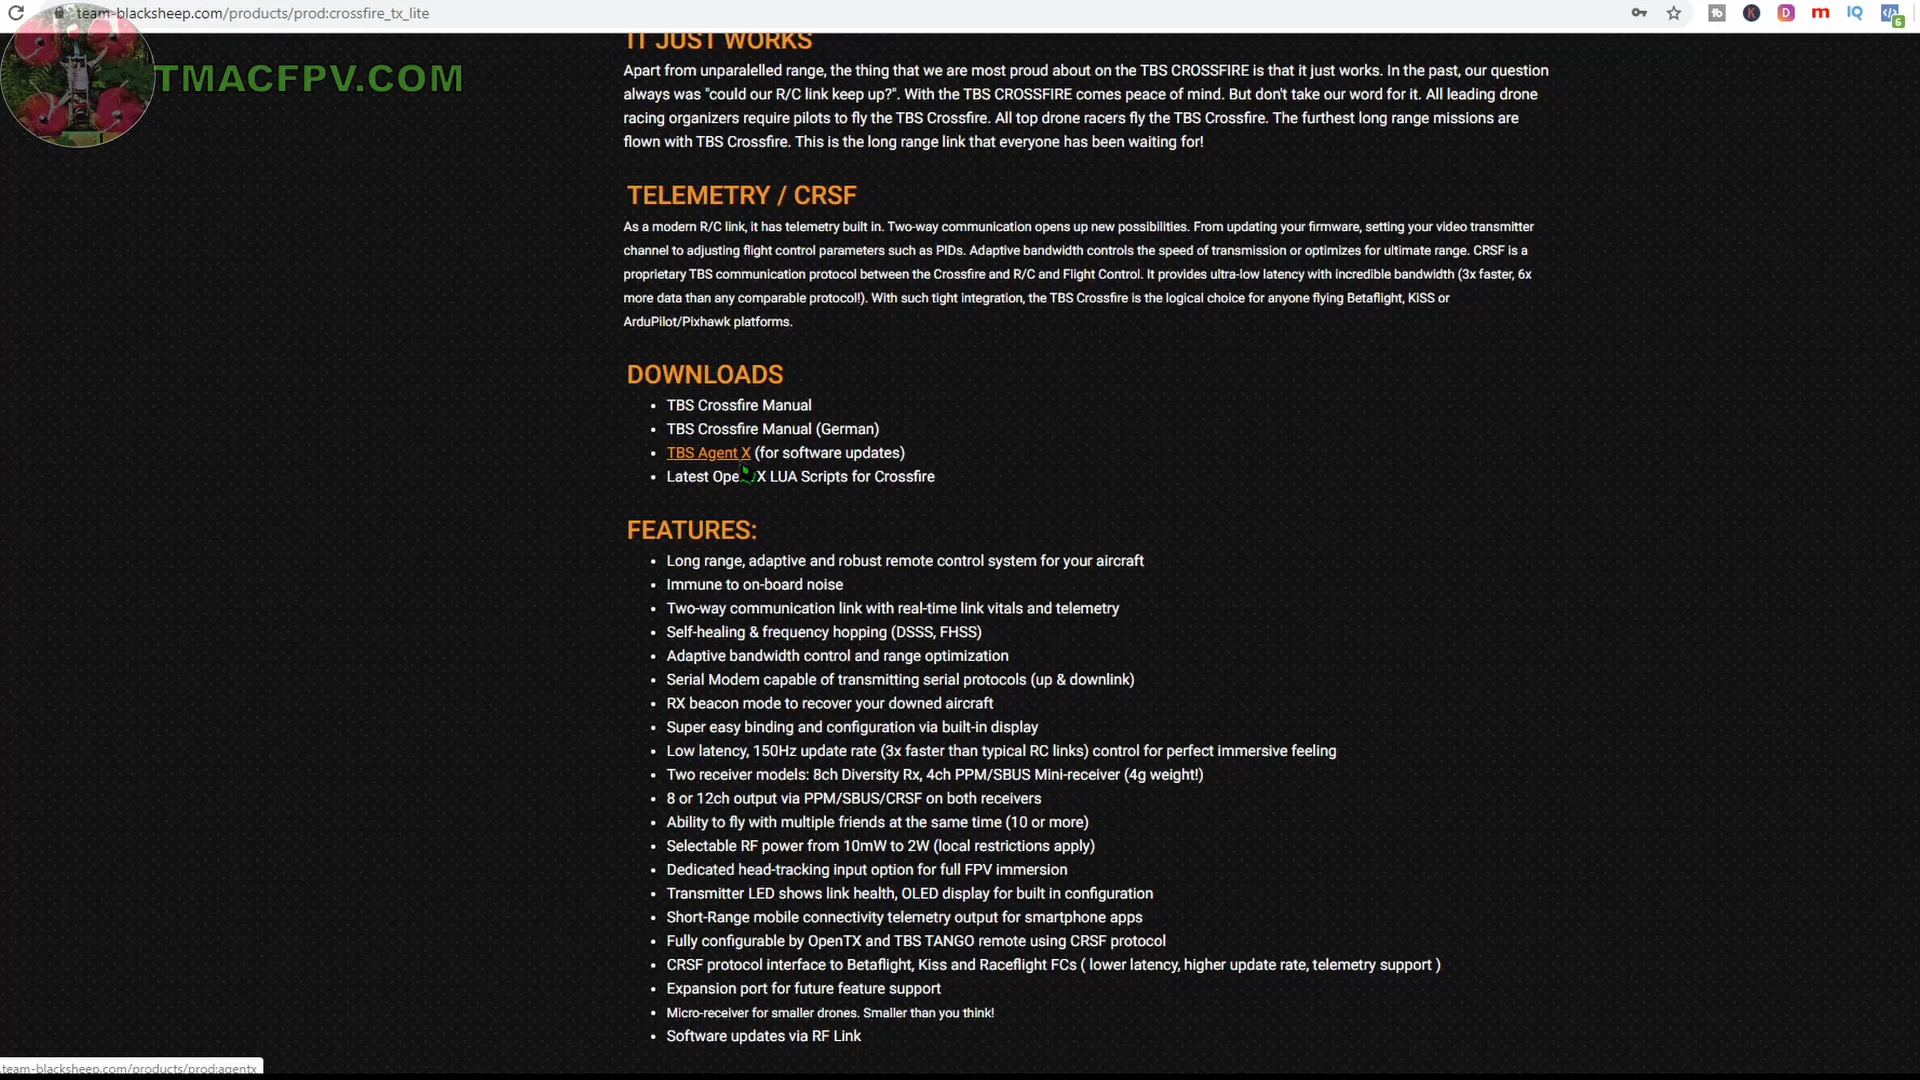 team-blacksheep.com/products/prod:crossfire_tx_lite
TMACFPV.COM
IT JUST WORKS
Apart from unparalelled range, the thing that we are most proud about on the TBS CROSSFIRE is that it just works. In the past, our question
always was "could our R/C link keep up?". With the TBS CROSSFIRE comes peace of mind. But don't take our word for it. All leading drone
racing organizers require pilots to fly the TBS Crossfire. All top drone racers fly the TBS Crossfire. The furthest long range missions are
flown with TBS Crossfire. This is the long range link that everyone has been waiting for!
TELEMETRY / CRSF
As a modern R/C link, it has telemetry built in. Two-way communication opens up new possibilities. From updating your firmware, setting your video transmitter
channel to adjusting flight control parameters such as PIDs. Adaptive bandwidth controls the speed of transmission or optimizes for ultimate range. CRSF is a
proprietary TBS communication protocol between the Crossfire and R/C and Flight Control. It provides ultra-low latency with incredible bandwidth (3x faster, 6x
more data than any comparable protocol!). With such tight integration, the TBS Crossfire is the logical choice for anyone flying Betaflight, KISS or
ArduPilot/Pixhawk platforms.
DOWNLOADS
• TBS Crossfire Manual
• TBS Crossfire Manual (German)
• TBS Agent X (for software updates)
• Latest Ope X LUA Scripts for Crossfire
FEATURES:
• Long range, adaptive and robust remote control system for your aircraft
• Immune to on-board noise
• Two-way communication link with real-time link vitals and telemetry
• Self-healing & frequency hopping (DSSS, FHSS)
• Adaptive bandwidth control and range optimization
• Serial Modem capable of transmitting serial protocols (up & downlink)
• RX beacon mode to recover your downed aircraft
• Super easy binding and configuration via built-in display
• Low latency, 150Hz update rate (3x faster than typical RC links) control for perfect immersive feeling
• Two receiver models: 8ch Diversity Rx, 4ch PPM/SBUS Mini-receiver (4g weight!)
• 8 or 12ch output via PPM/SBUS/CRSF on both receivers
• Ability to fly with multiple friends at the same time (10 or more)
• Selectable RF power from 10mW to 2W (local restrictions apply)
• Dedicated head-tracking input option for full FPV immersion
• Transmitter LED shows link health, OLED display for built in configuration
• Short-Range mobile connectivity telemetry output for smartphone apps
• Fully configurable by OpenTX and TBS TANGO remote using CRSF protocol
• CRSF protocol interface to Betaflight, Kiss and Raceflight FCs ( lower latency, higher update rate, telemetry support )
• Expansion port for future feature support
• Micro-receiver for smaller drones. Smaller than you think!
• Software updates via RF Link
team-blacksheep.com/products/prod:agentx